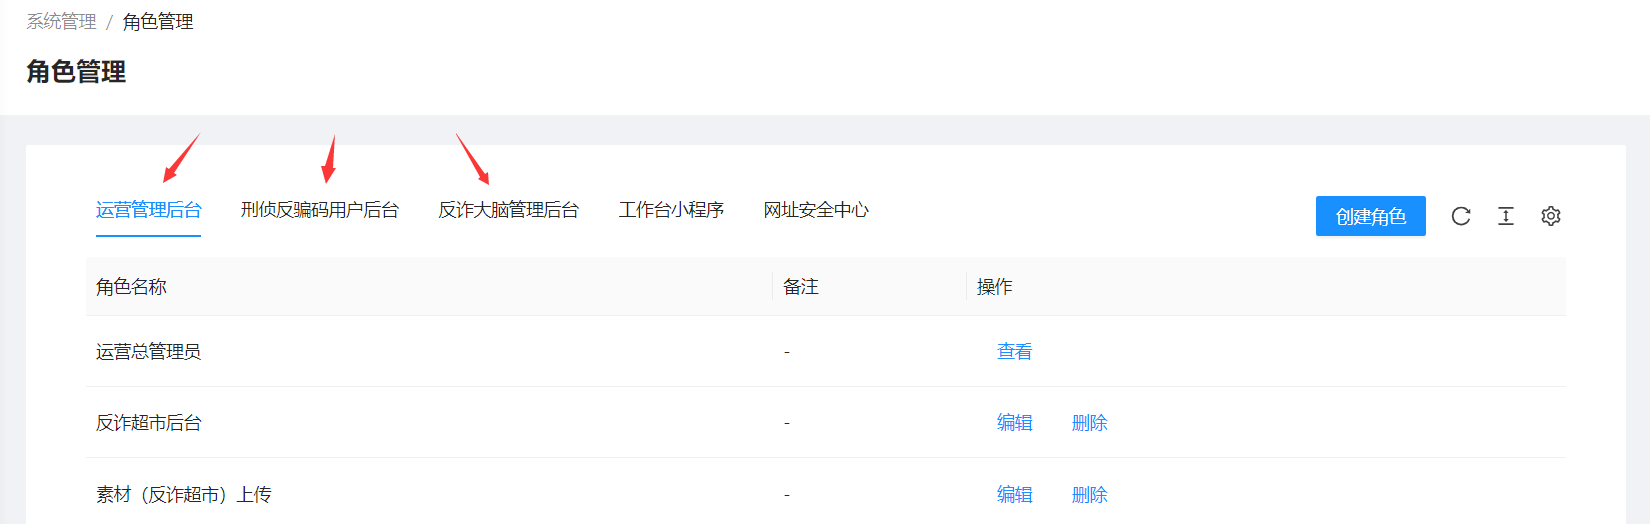 系统管理 / 角色管理
角色管理
运营管理后台 刑侦反骗码用户后台 反诈大脑管理后台 工作台小程序 网址安全中心 创建角色
角色名称 备注 操作
运营总管理员 - 查看
反诈超市后台 - 编辑 删除
素材（反诈超市）上传 - 编辑 删除